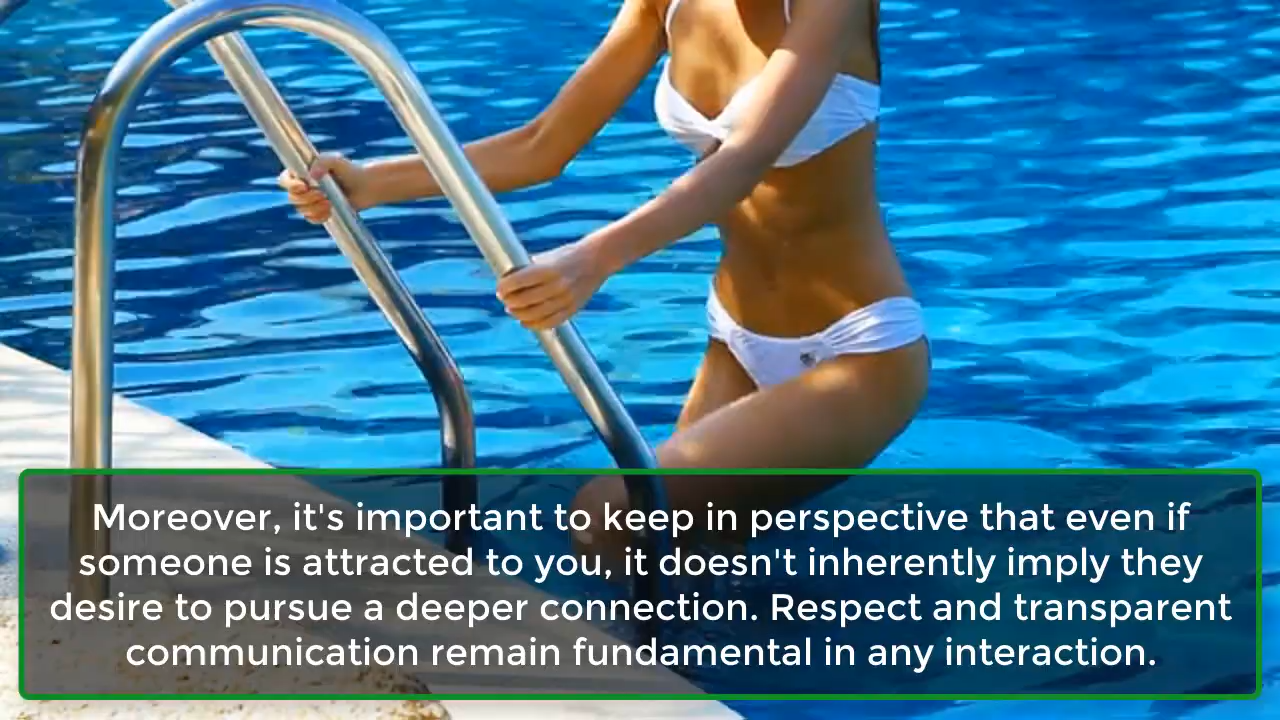 Moreover, it's important to keep in perspective that even if
someone is attracted to you, it doesn't inherently imply they
desire to pursue a deeper connection. Respect and transparent
communication remain fundamental in any interaction.